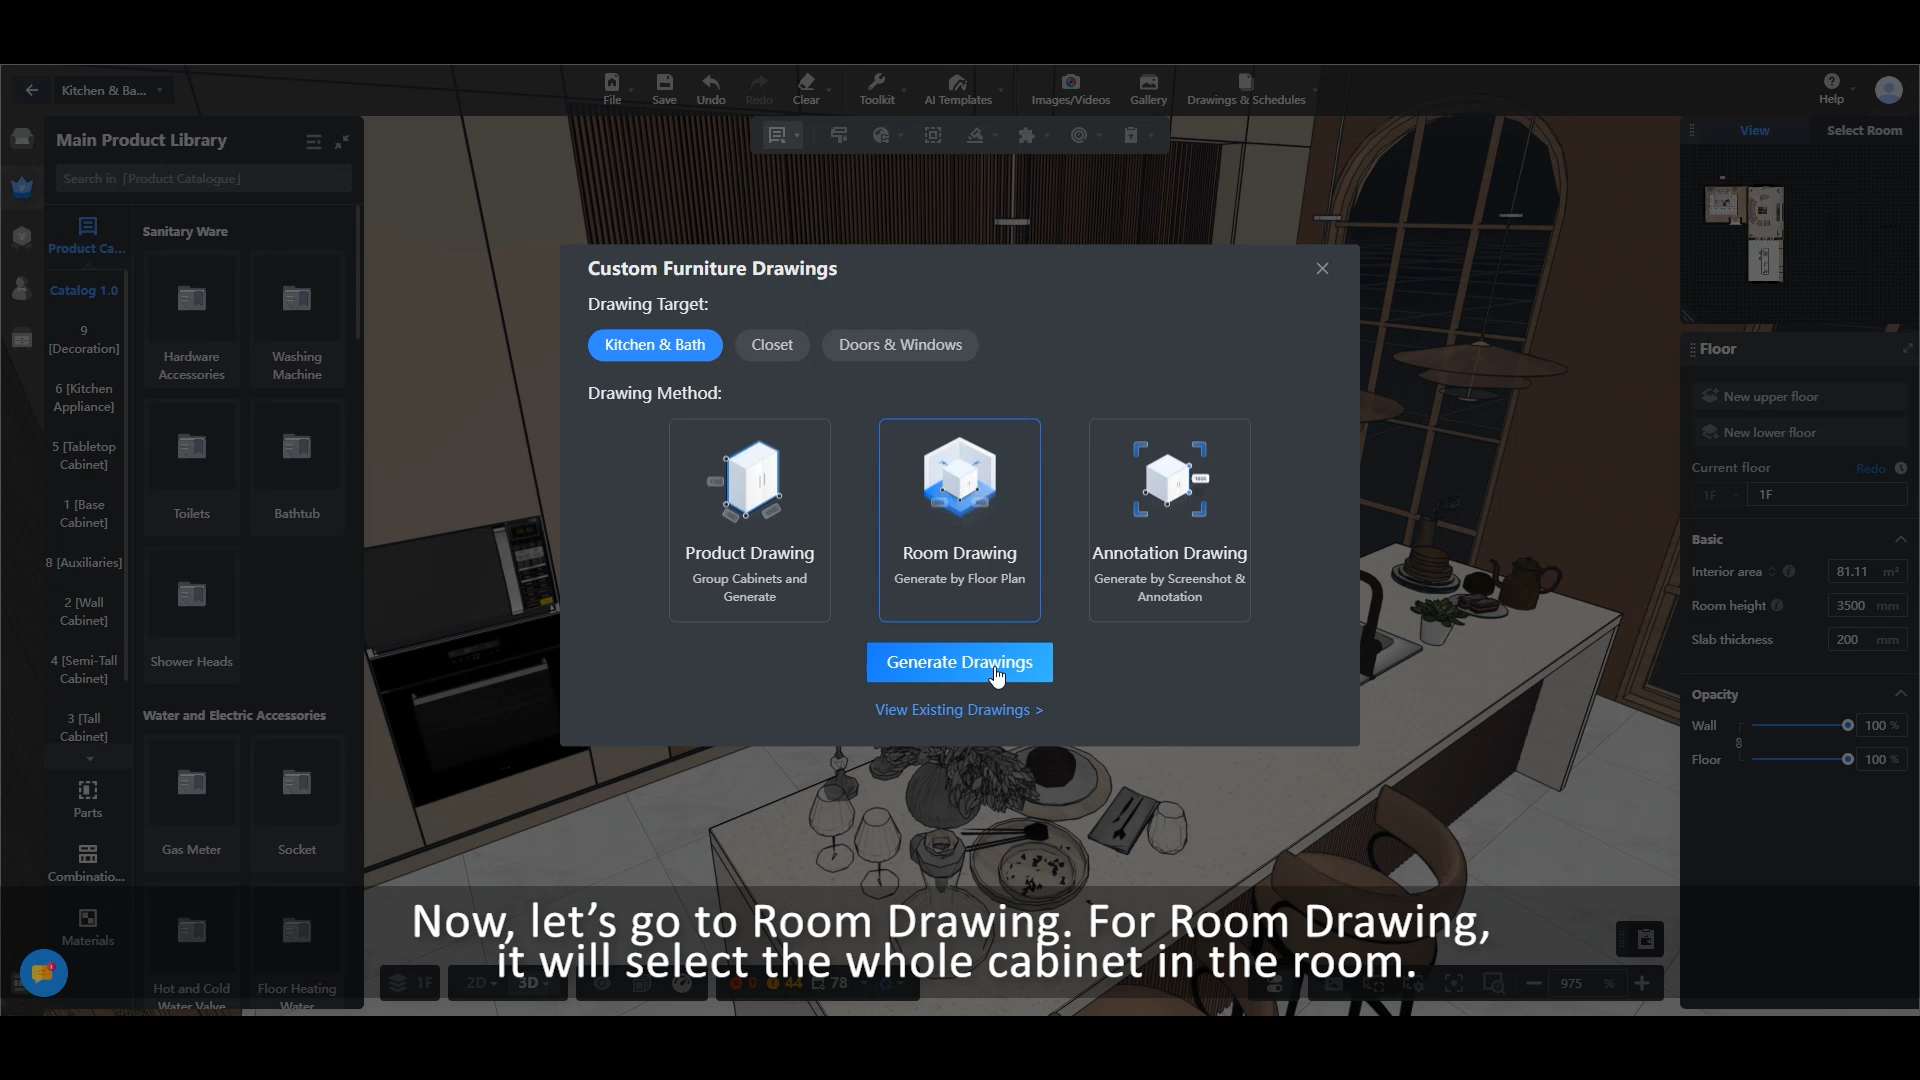 Kitchen & Ba...
File
Save
Undo
Redo
Clear
Toolkit
AI Templates
Images/Videos
Gallery
Drawings & Schedules
Help
Main Product Library
Search in [Product Catalogue]
Product Ca...
Catalog 1.0
9
[Decoration]
6 [Kitchen
Appliance]
5 [Tabletop
Cabinet]
1 [Base
Cabinet]
8 [Auxiliaries]
2 [Wall
Cabinet]
4 [Semi-Tall
Cabinet]
3 [Tall
Cabinet]
Parts
Combinatio...
Materials
Sanitary Ware
Hardware
Accessories
Washing
Machine
Toilets
Bathtub
Shower Heads
Water and Electric Accessories
Gas Meter
Socket
Hot and Cold
Water Valve
Floor Heating
Water
Custom Furniture Drawings
Drawing Target:
Kitchen & Bath
Closet
Doors & Windows
Drawing Method:
Product Drawing
Group Cabinets and
Generate
Room Drawing
Generate by Floor Plan
Annotation Drawing
Generate by Screenshot &
Annotation
Generate Drawings
View Existing Drawings >
View
Select Room
Floor
New upper floor
New lower floor
Current floor
Redo
1F
1F
Basic
Interior area
81.11 m²
Room height
3500 mm
Slab thickness
200 mm
Opacity
Wall
100 %
Floor
100 %
Now, let's go to Room Drawing. For Room Drawing,
it will select the whole cabinet in the room.
1F
2D
3D
0
44
78
975 %